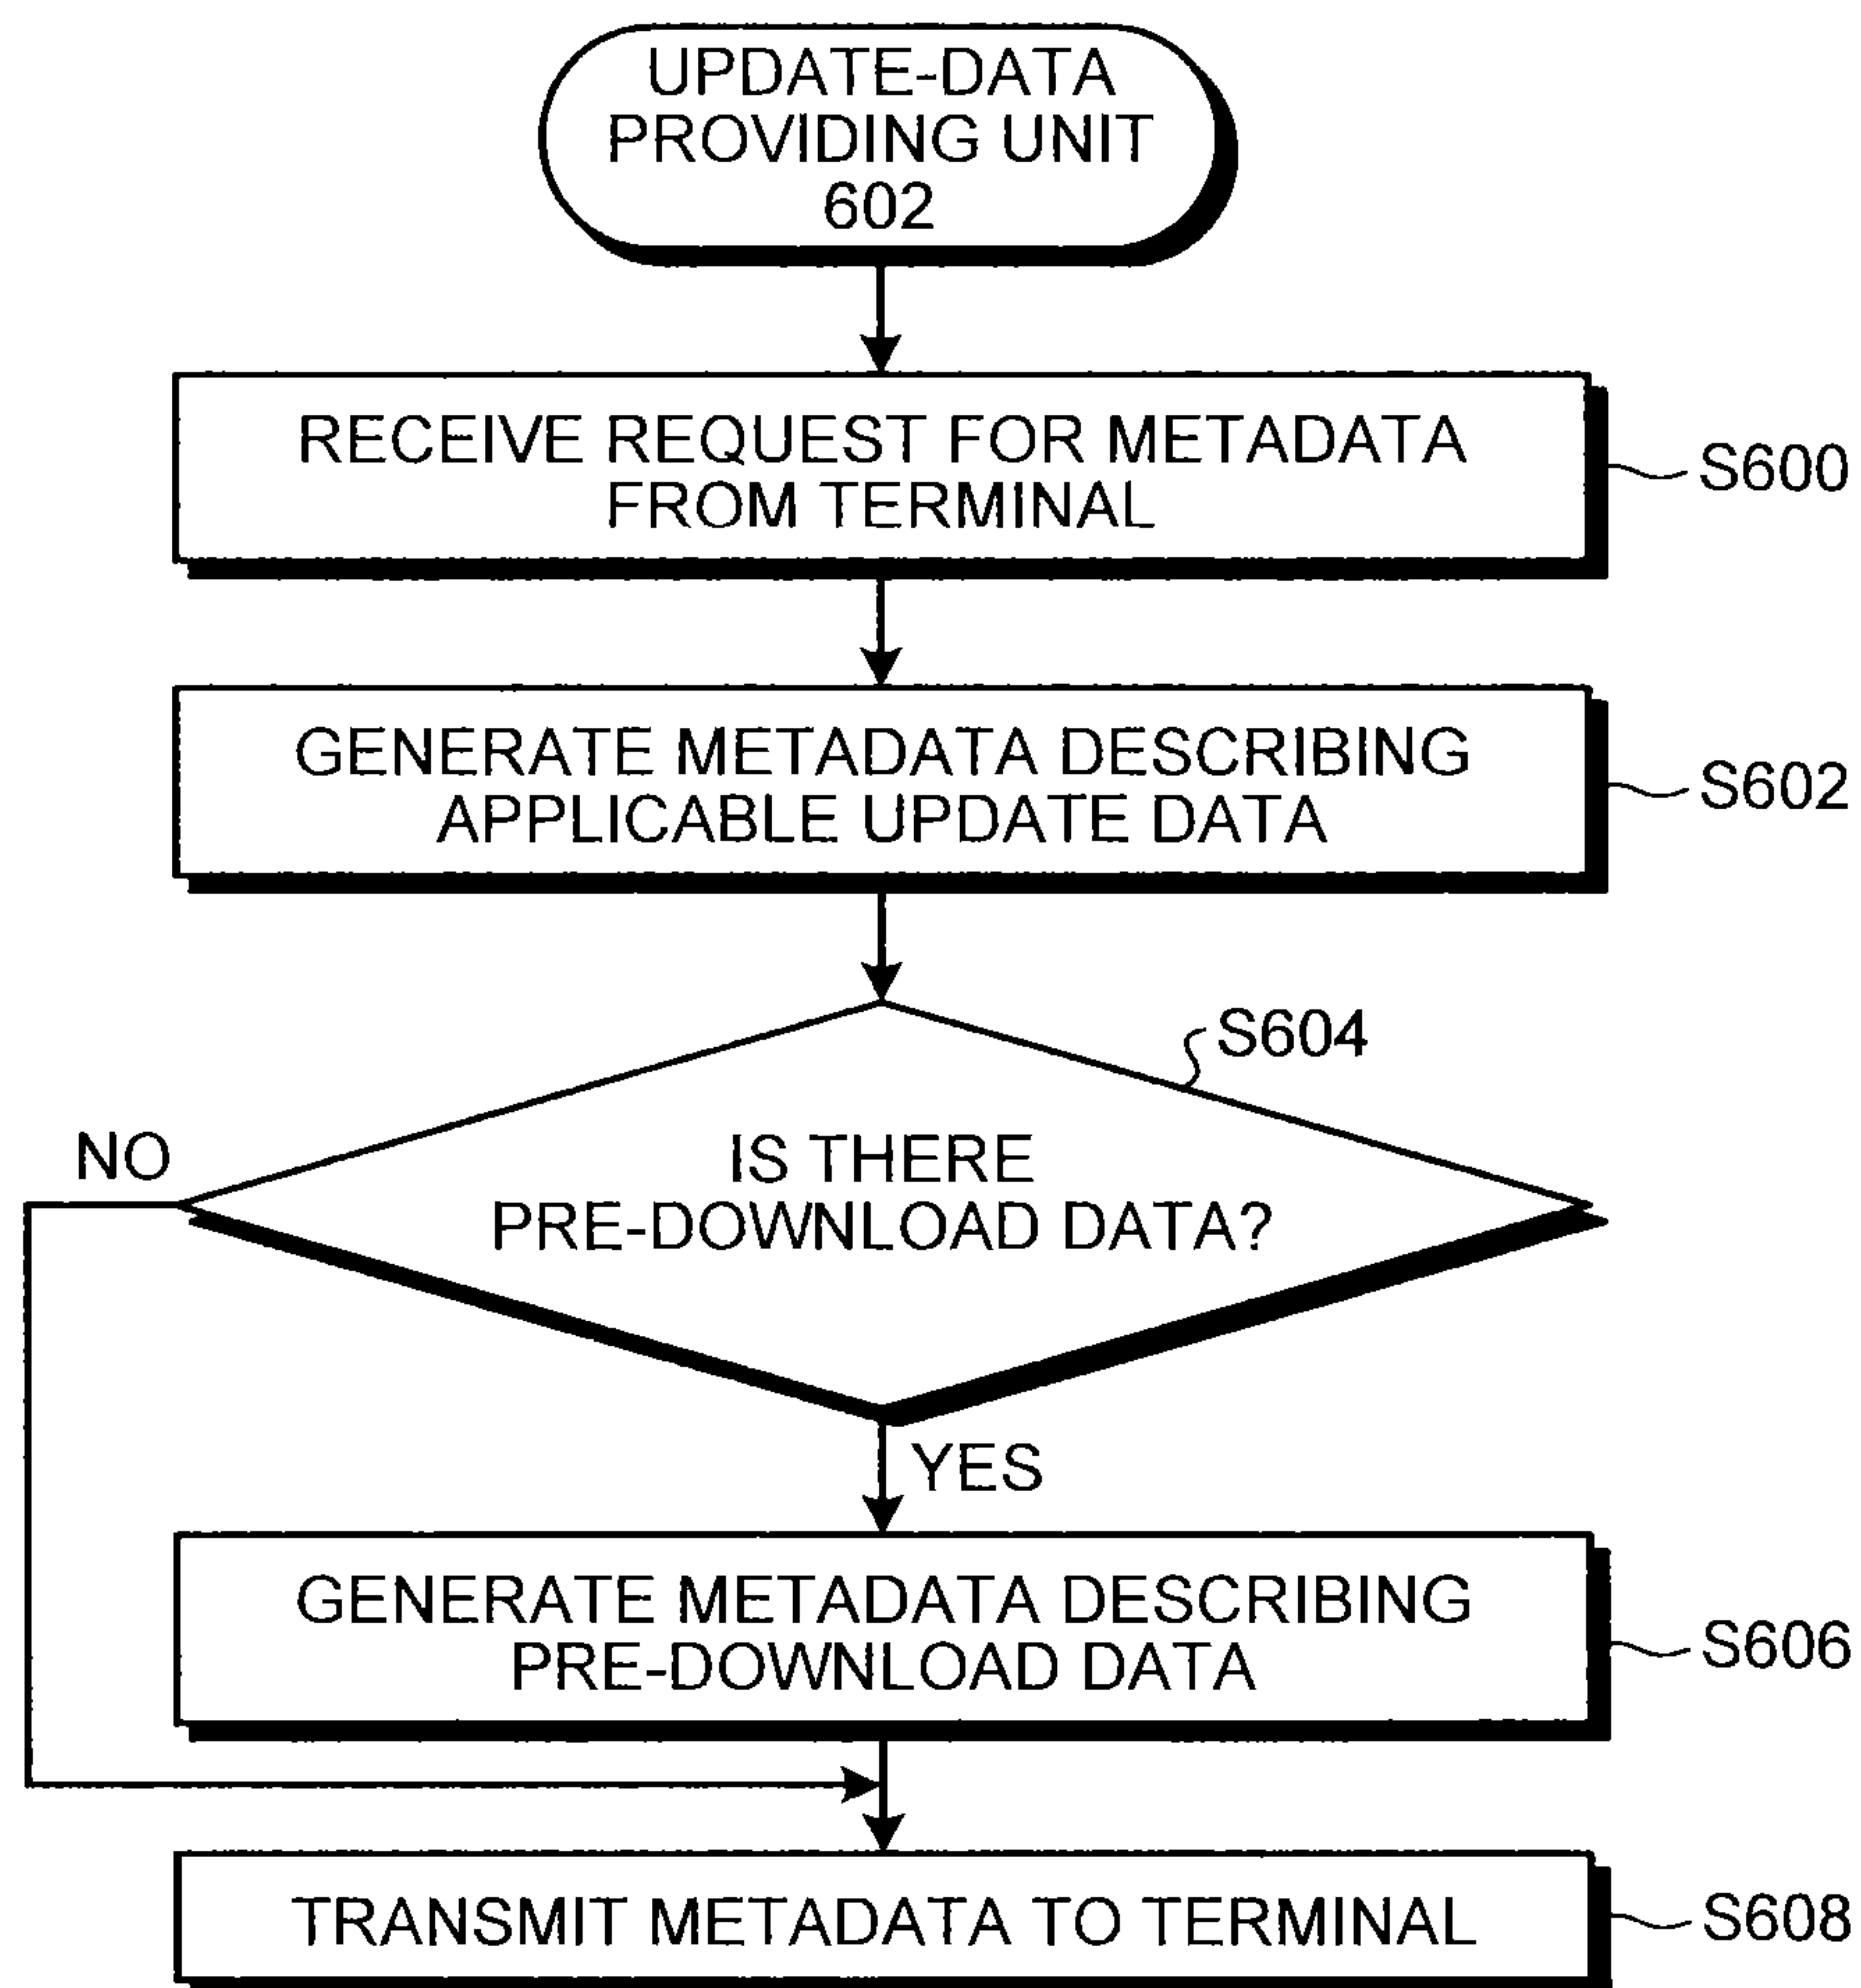 UPDATE-DATA
PROVIDING UNIT
602
RECEIVE REQUEST FOR METADATA
FROM TERMINAL
S600
GENERATE METADATA DESCRIBING
APPLICABLE UPDATE DATA
S602
S604
NO
IS THERE
PRE-DOWNLOAD DATA?
YES
GENERATE METADATA DESCRIBING
PRE-DOWNLOAD DATA
S606
TRANSMIT METADATA TO TERMINAL
S608